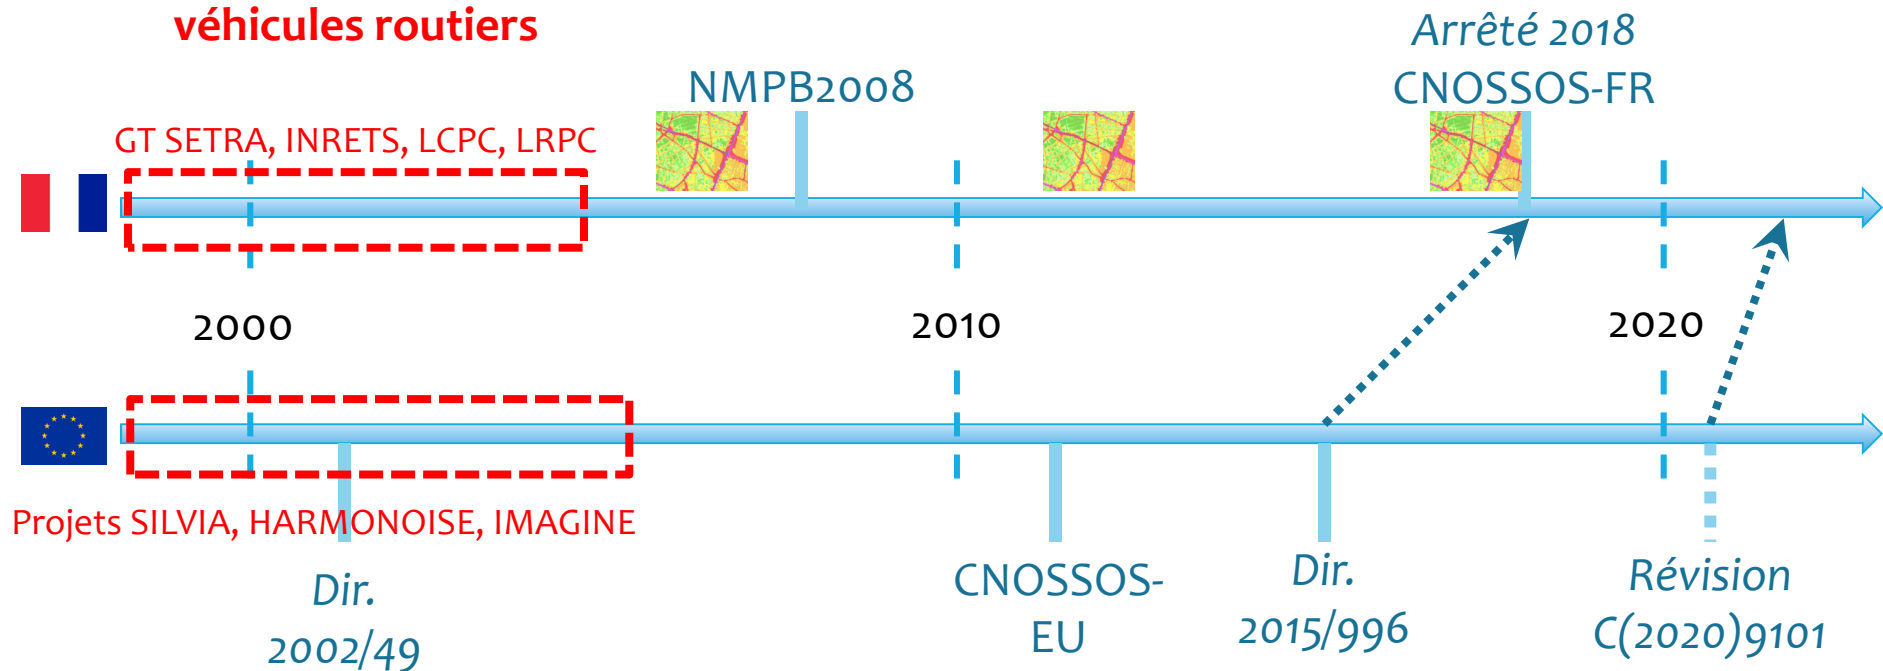 véhicules routiers
Arrêté 2018
NMPB2008
CNOSSOS-FR
GT SETRA, INRETS, LCPC, LRPC
2000
2010
2020
Projets SILVIA, HARMONOISE, IMAGINE
Dir.
2002/49
CNOSSOS-
EU
Dir.
2015/996
Révision
C(2020)9101